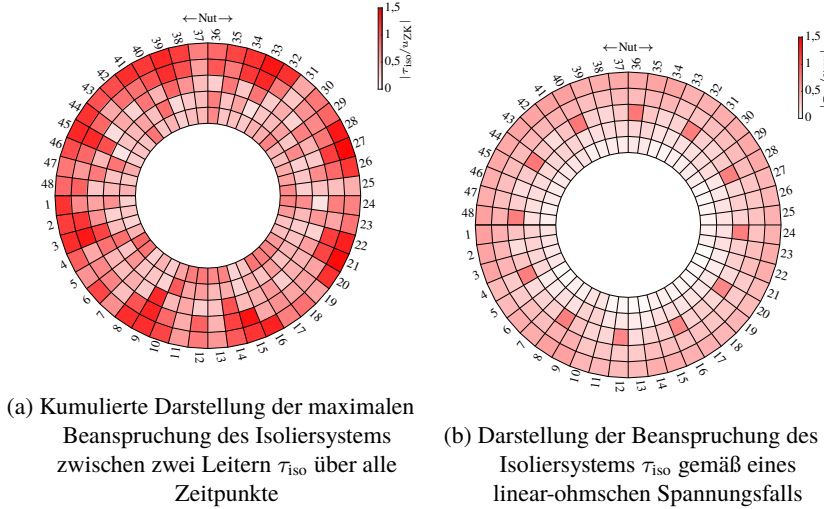 ←Nut→
37 36 35 34 33 32 31 30 29 28 27 26 25 24 23 22 21 20 19 18 17 16 15 14 13 12 11 10 9 8 7 6 5 4 3 2 1 48 47 46 45 44 43 42 41 40 39 38
1,5
1
0,5
0
|τiso/uZK|
←Nut→
37 36 35 34 33 32 31 30 29 28 27 26 25 24 23 22 21 20 19 18 17 16 15 14 13 12 11 10 9 8 7 6 5 4 3 2 1 48 47 46 45 44 43 42 41 40 39 38
1,5
1
0,5
0
(a) Kumulierte Darstellung der maximalen
Beanspruchung des Isoliersystems
zwischen zwei Leitern τiso über alle
Zeitpunkte
(b) Darstellung der Beanspruchung des
Isoliersystems τiso gemäß eines
linear-ohmschen Spannungsfalls